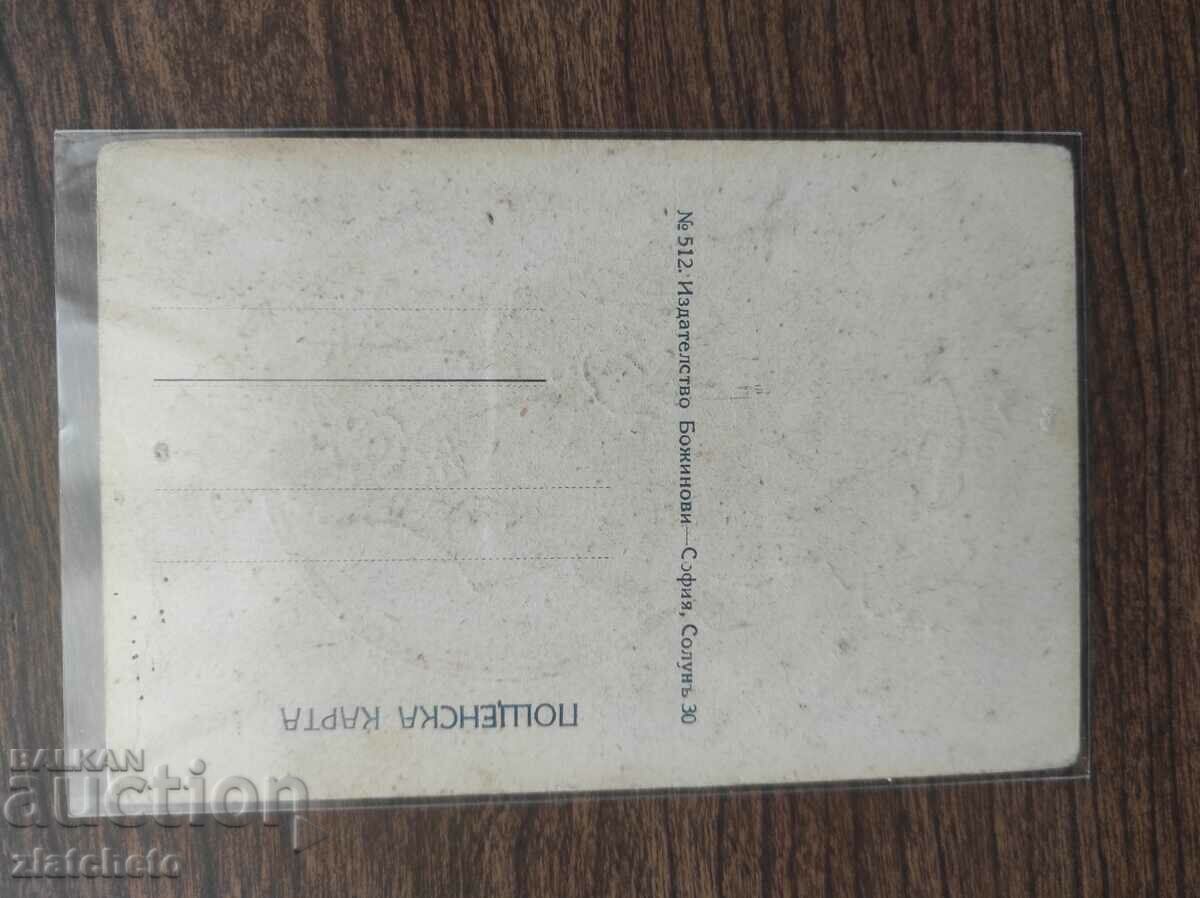 ПОЩЕНСКА КАРТА
№ 512. Издателство Божинови—София, Солунъ 30
BALKAN
auction
zlatcheto